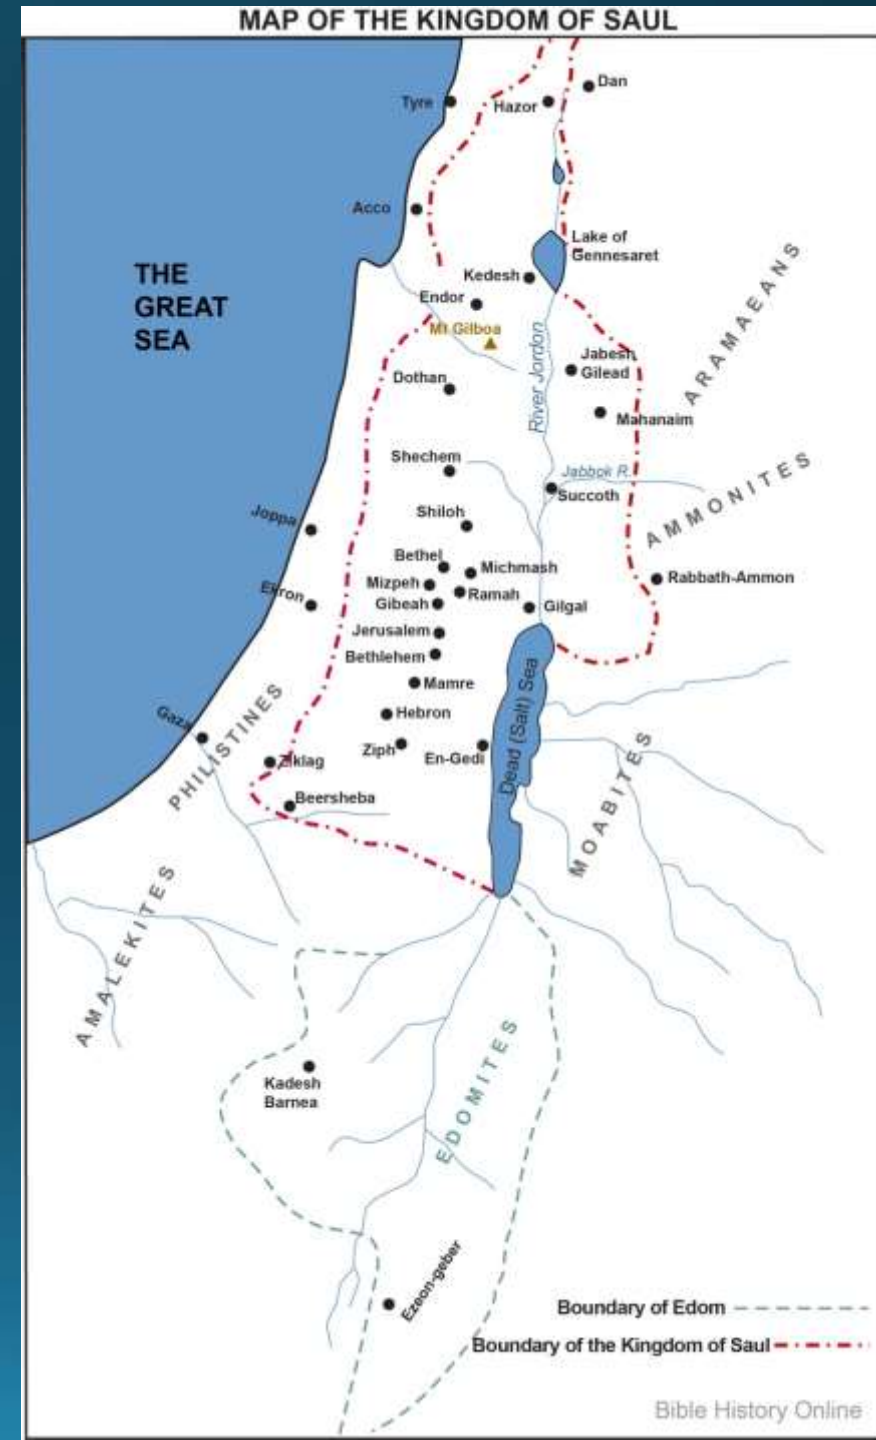 MAP OF THE KINGDOM OF SAUL
Dan
Tyre
Hazor
Acco
Lake of
Gennesaret
THE
GREAT
SEA
Kedesh
Endor
Mt Gilboa
ARAMAEANS
River Jordon
Jabesh
Gilead
Dothan
Mahanaim
Shechem
Jabbok R.
Succoth
AMMONITES
Joppa
Shiloh
Bethel
Michmash
Mizpeh
Rabbath-Ammon
Ekron
Ramah
Gibeah
Gilgal
Jerusalem
Bethlehem
Mamre
Dead (Salt) Sea
Hebron
Gaza
PHILISTINES
Ziph
En-Gedi
Ziklag
MOABITES
Beersheba
AMALEKITES
Kadesh
Barnea
EDOMITES
Ezeon-geber
Boundary of Edom
Boundary of the Kingdom of Saul
Bible History Online